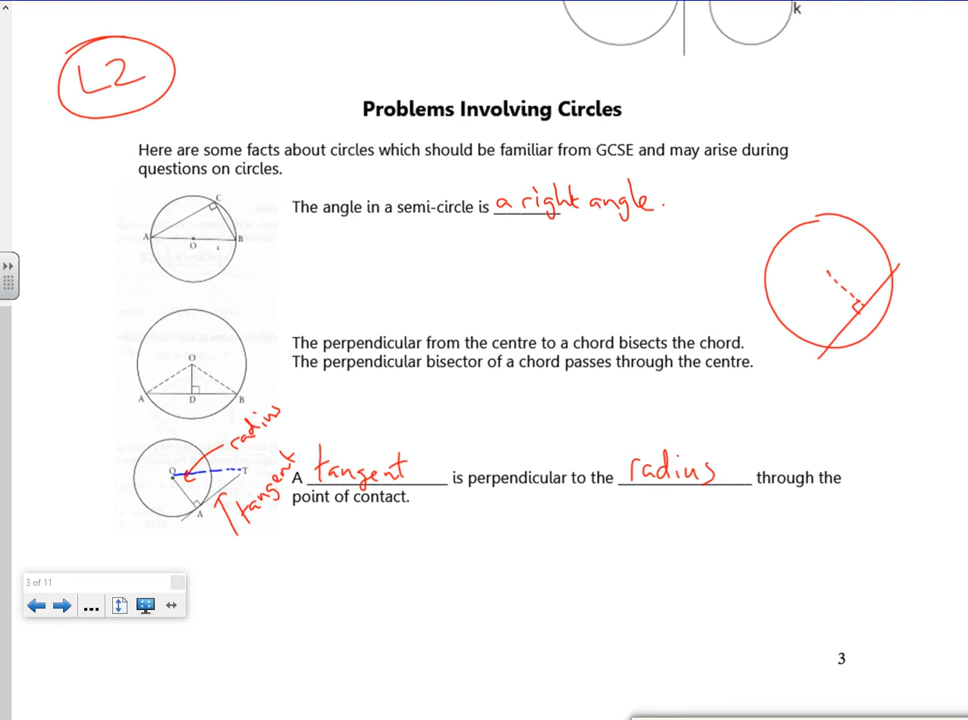 k
L2
Problems Involving Circles
Here are some facts about circles which should be familiar from GCSE and may arise during
questions on circles.
The angle in a semi-circle is a right angle.
C
A
O
B
The perpendicular from the centre to a chord bisects the chord.
The perpendicular bisector of a chord passes through the centre.
O
A
D
B
radius
O
T
A
tangent
A tangent is perpendicular to the radius through the
point of contact.
3 of 11
3